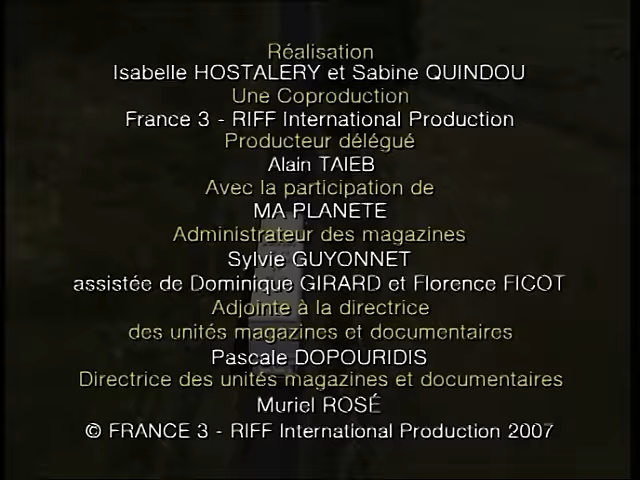 Réalisation
Isabelle HOSTALERY et Sabine QUINDOU
Une Coproduction
France 3 - RIFF International Production
Producteur délégué
Alain TAIEB
Avec la participation de
MA PLANETE
Administrateur des magazines
Sylvie GUYONNET
assistée de Dominique GIRARD et Florence FICOT
Adjointe à la directrice
des unités magazines et documentaires
Pascale DOPOURIDIS
Directrice des unités magazines et documentaires
Muriel ROSÉ
© FRANCE 3 - RIFF International Production 2007